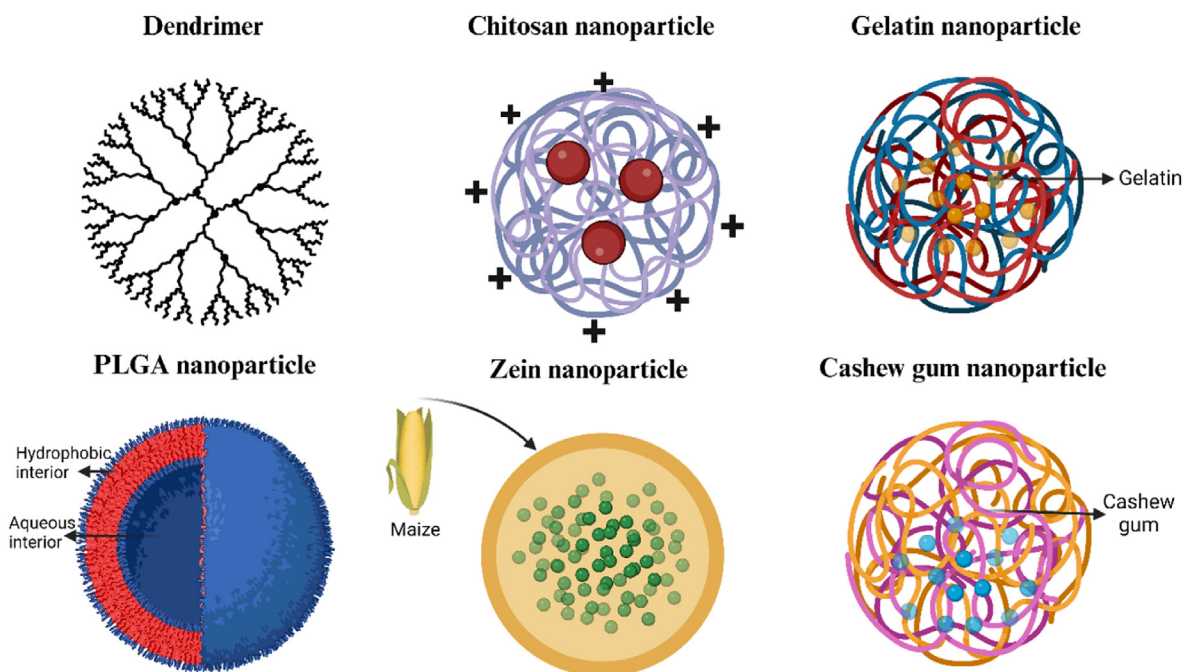 Dendrimer
Chitosan nanoparticle
Gelatin nanoparticle
Gelatin
PLGA nanoparticle
Zein nanoparticle
Cashew gum nanoparticle
Hydrophobic
interior
Aqueous
interior
Maize
Cashew
gum